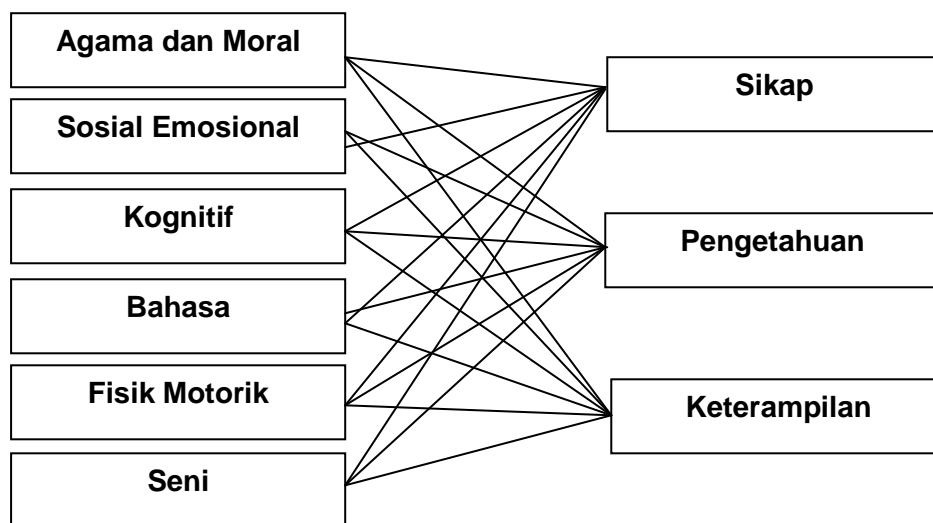 Agama dan Moral
Sosial Emosional
Kognitif
Bahasa
Fisik Motorik
Seni
Sikap
Pengetahuan
Keterampilan